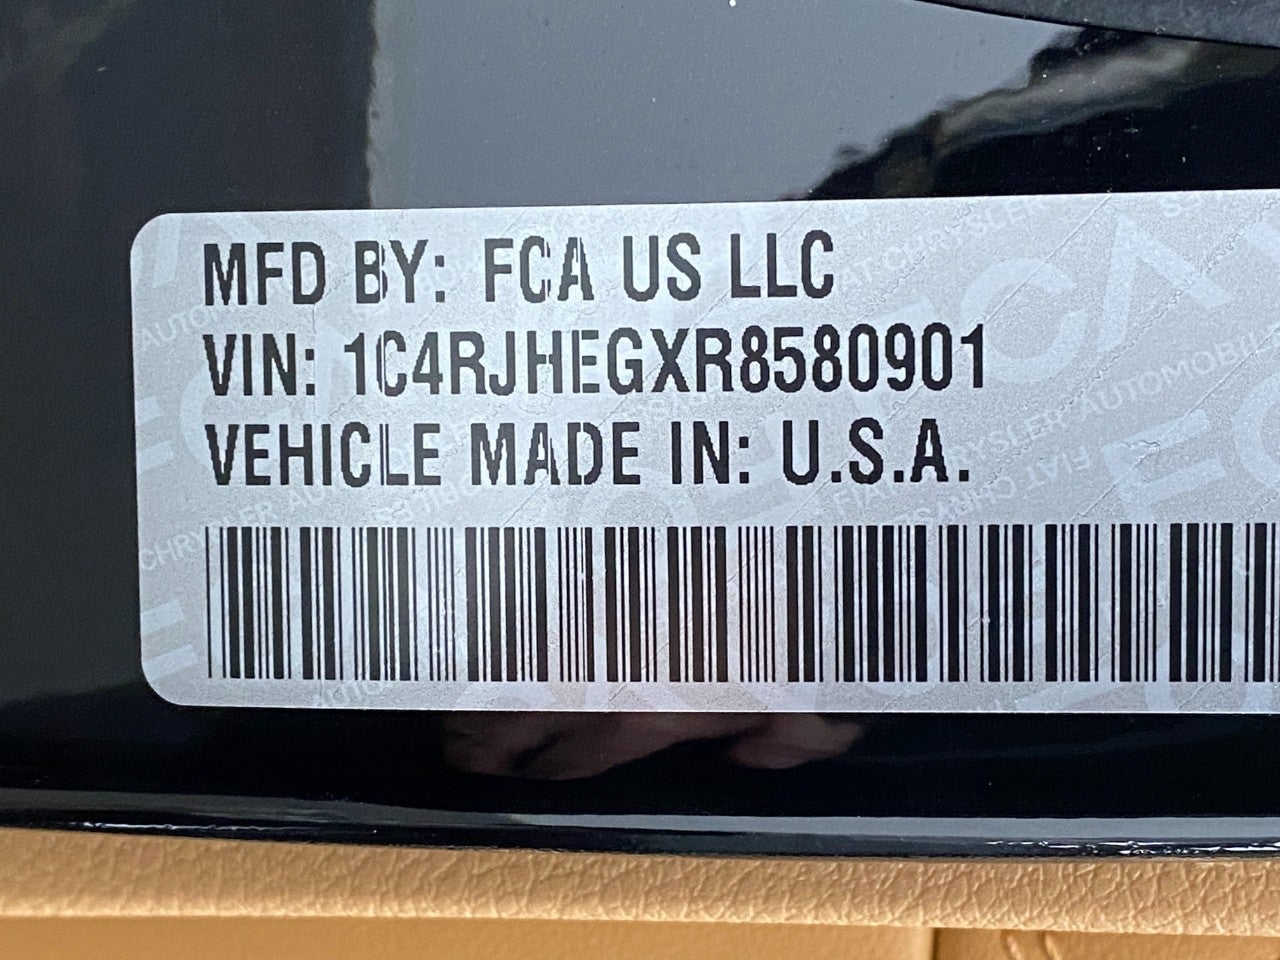 MFD BY: FCA US LLC
VIN: 1C4RJHEGXR8580901
VEHICLE MADE IN: U.S.A.